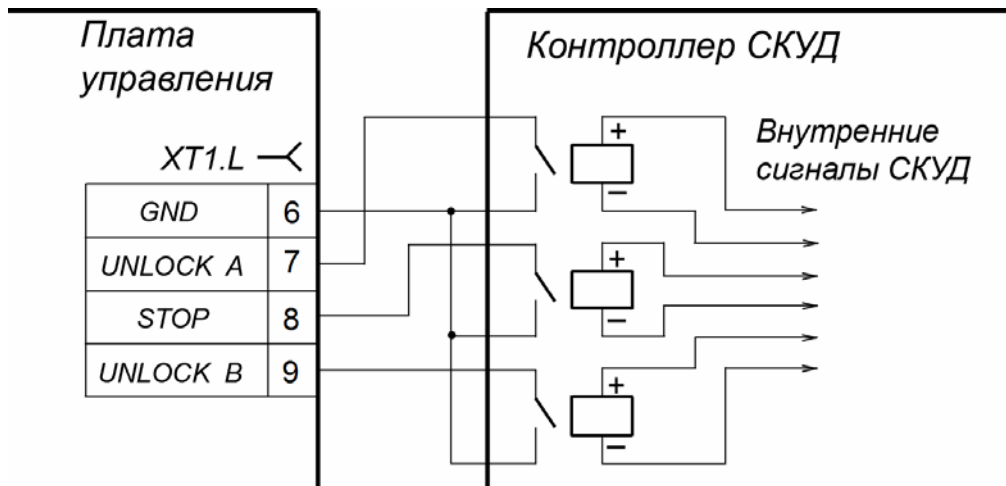 Плата
управления
Контроллер СКУД
XT1.L
GND 6
UNLOCK A 7
STOP 8
UNLOCK B 9
+
−
+
−
+
−
Внутренние
сигналы СКУД